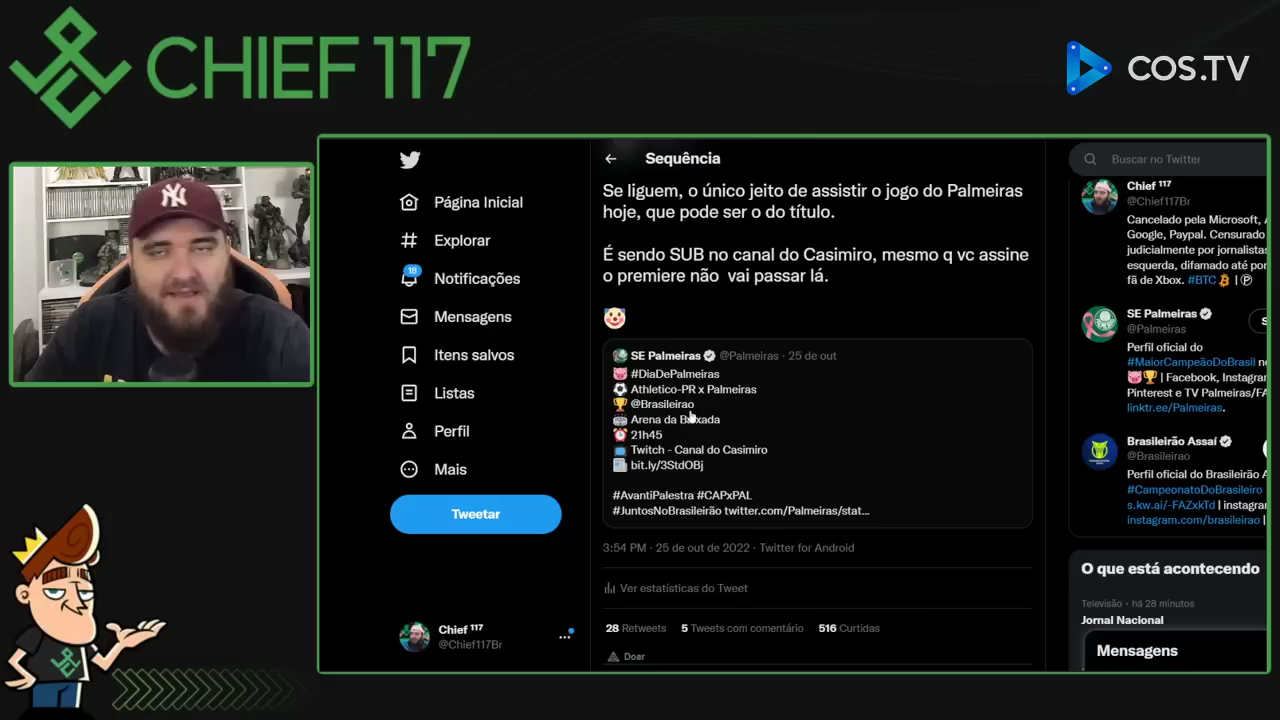 CHIEF 117
COS.TV
NY
Página Inicial
Explorar
18
Notificações
Mensagens
Itens salvos
Listas
Perfil
Mais
Tweetar
Chief 117
@Chief117Br
Sequência
Se liguem, o único jeito de assistir o jogo do Palmeiras
hoje, que pode ser o do título.
É sendo SUB no canal do Casimiro, mesmo q vc assine
o premiere não vai passar lá.
SE Palmeiras @Palmeiras · 25 de out
#DiaDePalmeiras
Athletico-PR x Palmeiras
@Brasileirao
Arena da Baixada
21h45
Twitch - Canal do Casimiro
bit.ly/3StdOBj
#AvantiPalestra #CAPxPAL
#JuntosNoBrasileirão twitter.com/Palmeiras/stat...
3:54 PM · 25 de out de 2022 · Twitter for Android
Ver estatísticas do Tweet
28 Retweets 5 Tweets com comentário 516 Curtidas
Doar
Buscar no Twitter
Chief 117
@Chief117Br
Cancelado pela Microsoft, A
Google, Paypal. Censurado
judicialmente por jornalistas
esquerda, difamado até por
fã de Xbox. #BTC | Ⓟ
SE Palmeiras
@Palmeiras
Perfil oficial do
#MaiorCampeãoDoBrasil no
| Facebook, Instagram
Pinterest e TV Palmeiras/FA
linktr.ee/Palmeiras.
Brasileirão Assaí
@Brasileirao
Perfil oficial do Brasileirão A
#CampeonatoDoBrasileiro
s.kw.ai/-FAZxkTd | instagra
instagram.com/brasileirao |
O que está acontecendo
Televisão · há 28 minutos
Jornal Nacional
Mensagens